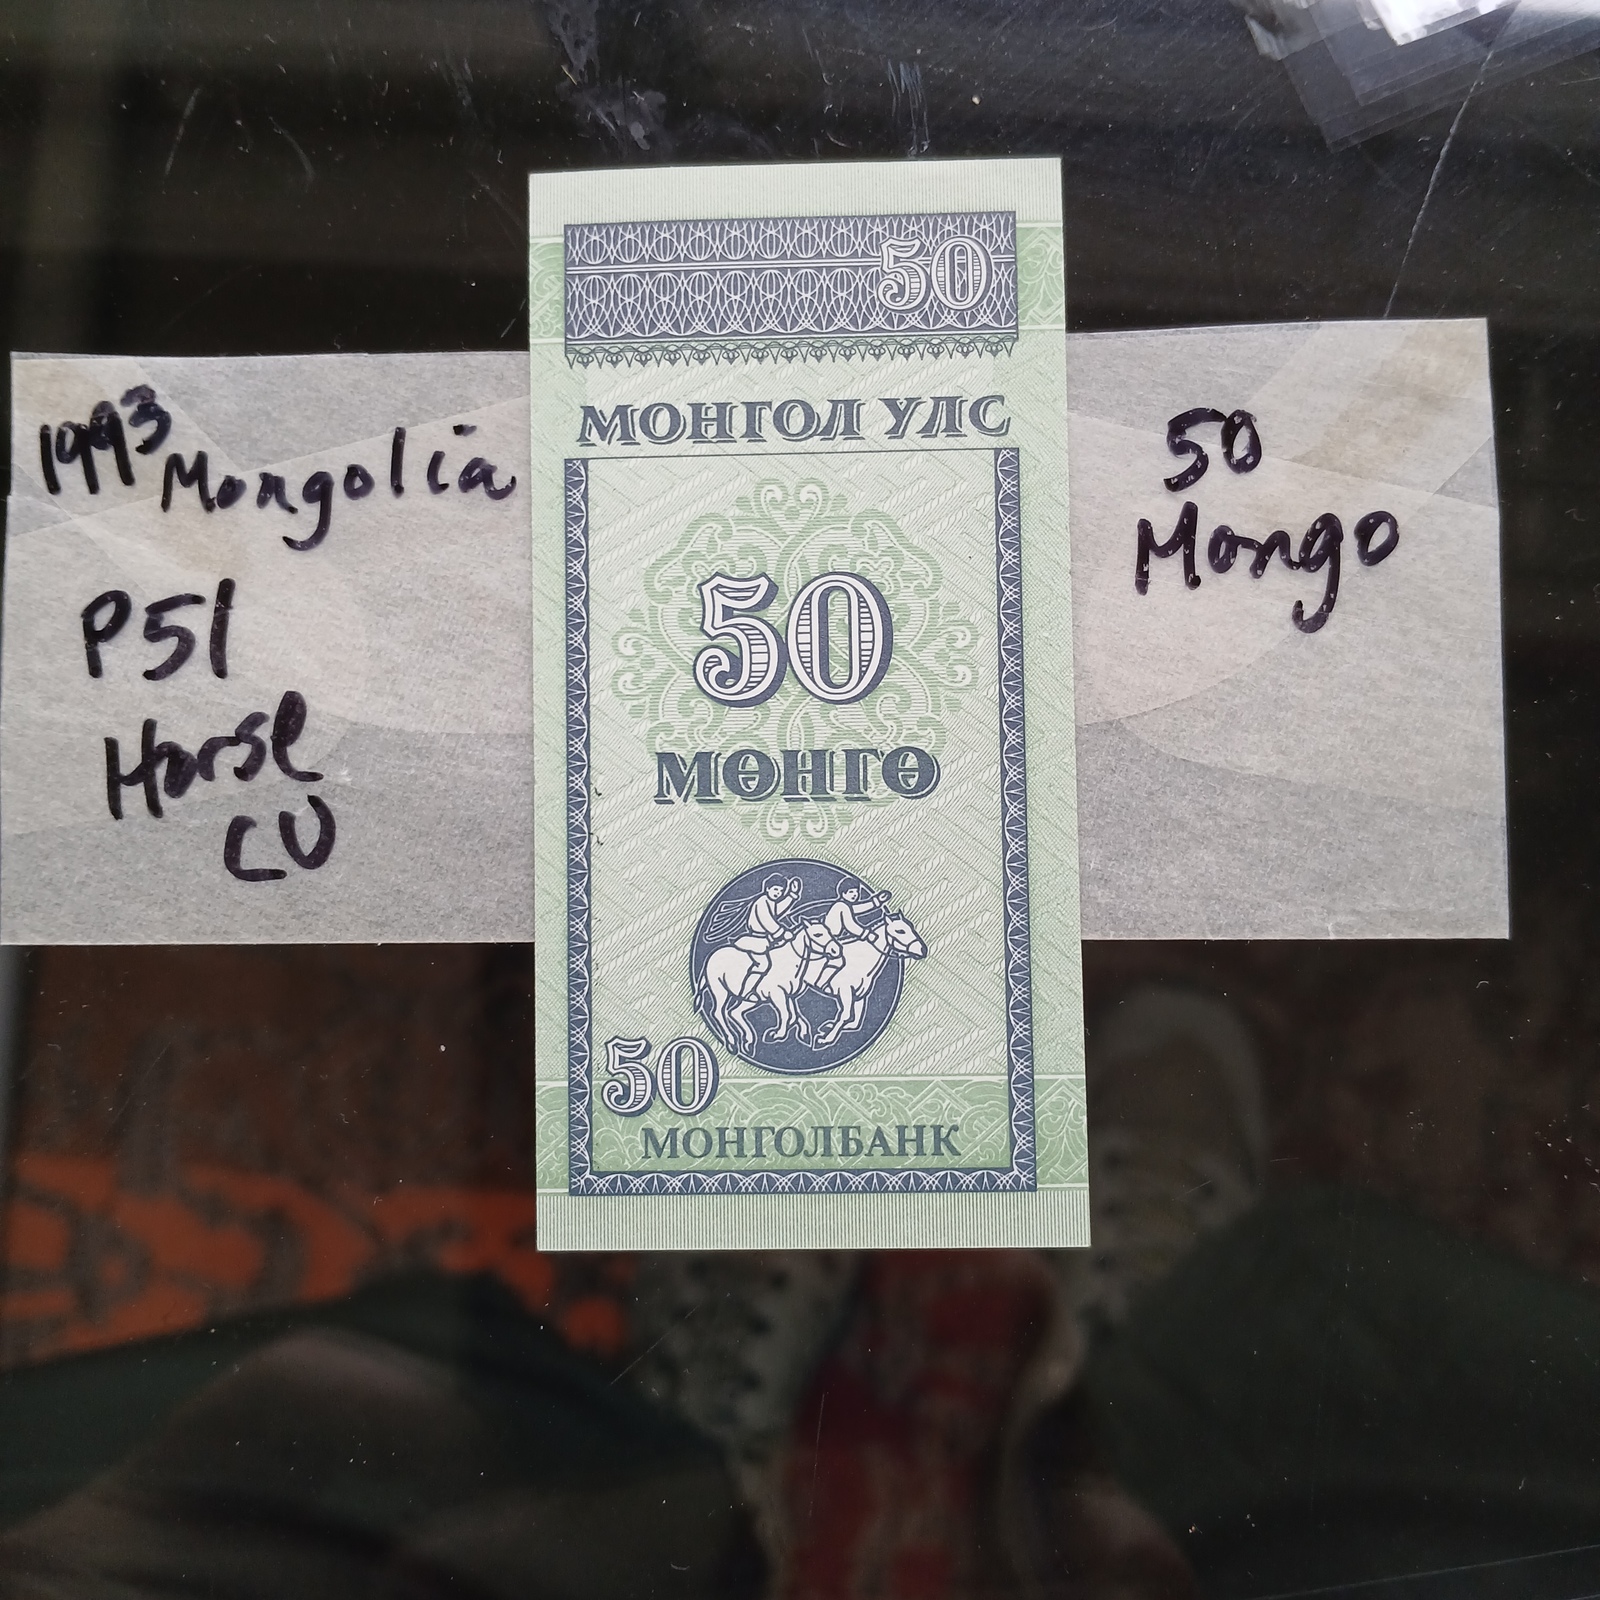 1993 Mongolia
P51
Horse
CU
50
МОНГОЛ УЛС
50
МӨНГӨ
50
МОНГОЛБАНК
50
Mongo